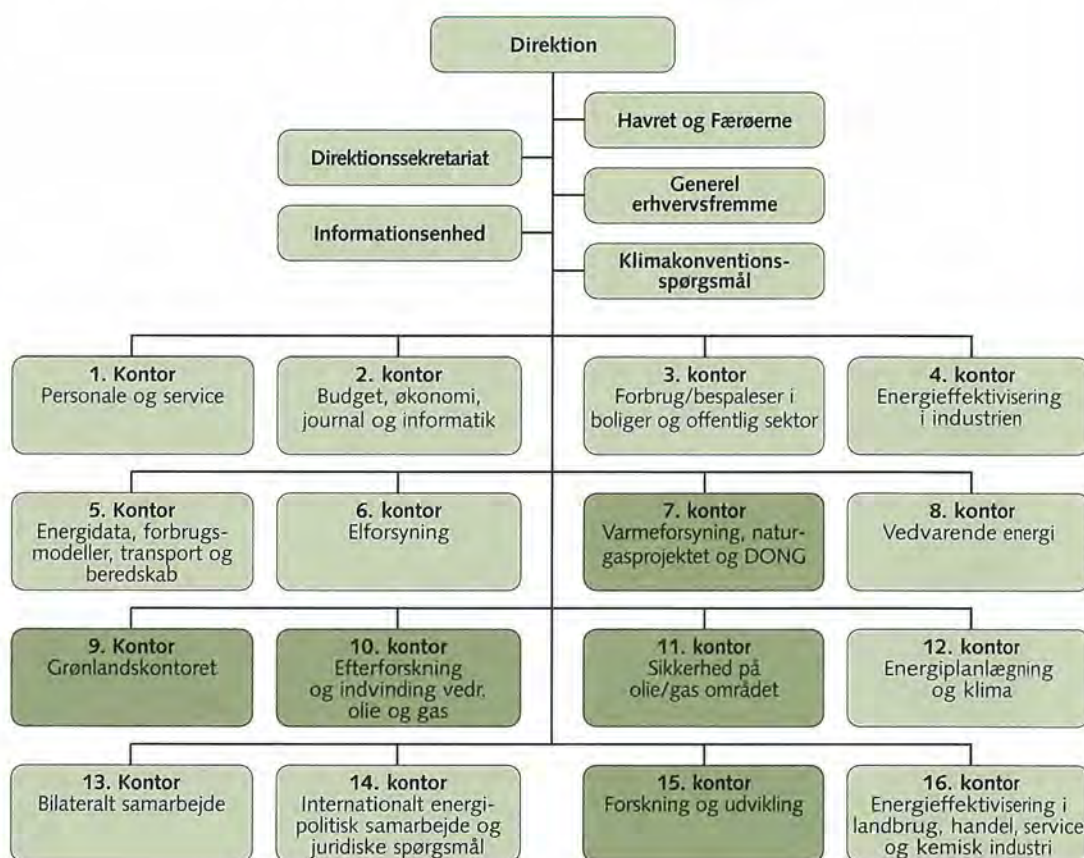 Direktion
Havret og Færøerne
Direktionssekretariat
Generel
erhvervsfremme
Informationsenhed
Klimakonventions-
spørgsmål
1. Kontor
Personale og service
2. kontor
Budget, økonomi,
journal og informatik
3. kontor
Forbrug/bespaleser i
boliger og offentlig sektor
4. kontor
Energieffektivisering
i industrien
5. Kontor
Energidata, forbrugs-
modeller, transport og
beredskab
6. kontor
Elforsyning
7. kontor
Varmeforsyning, natur-
gasprojektet og DONG
8. kontor
Vedvarende energi
9. Kontor
Grønlandskontoret
10. kontor
Efterforskning
og indvinding vedr.
olie og gas
11. kontor
Sikkerhed på
olie/gas området
12. kontor
Energiplanlægning
og klima
13. Kontor
Bilateralt samarbejde
14. kontor
Internationalt energi-
politisk samarbejde og
juridiske spørgsmål
15. kontor
Forskning og udvikling
16. kontor
Energieffektivisering i
landbrug, handel, service
og kemisk industri